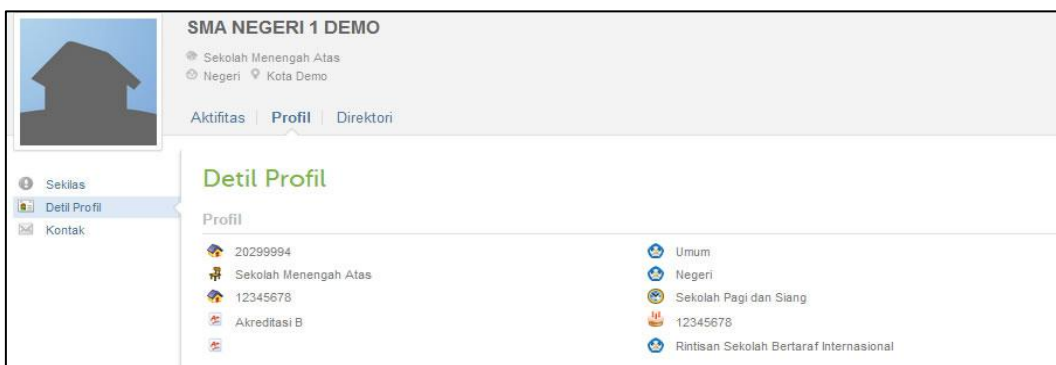 SMA NEGERI 1 DEMO
Sekolah Menengah Atas
Negeri Kota Demo
Aktifitas Profil Direktori
Sekilas
Detil Profil
Kontak
Detil Profil
Profil
20299994
Sekolah Menengah Atas
12345678
Akreditasi B
Umum
Negeri
Sekolah Pagi dan Siang
12345678
Rintisan Sekolah Bertaraf Internasional